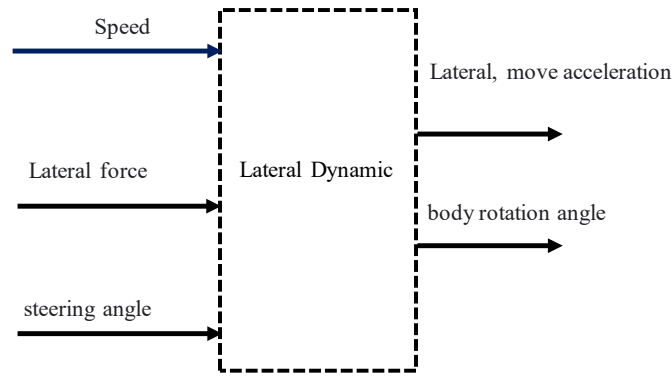 Speed
Lateral, move acceleration
Lateral force
Lateral Dynamic
body rotation angle
steering angle